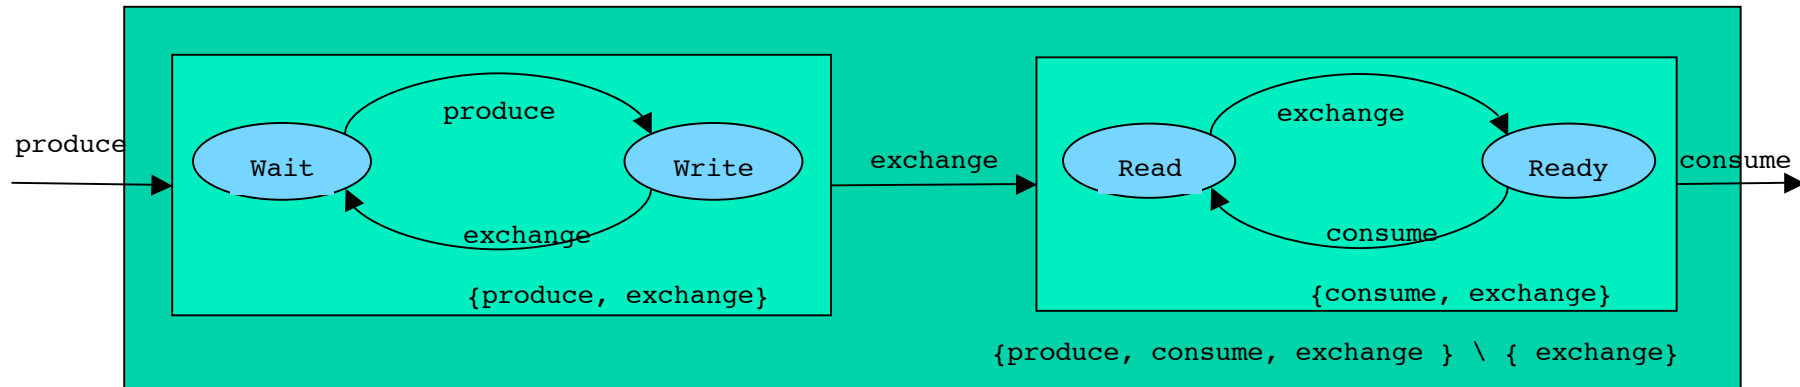 produce
produce
Wait
Write
exchange
{produce, exchange}
exchange
exchange
Read
Ready
consume
{consume, exchange}
consume
{produce, consume, exchange } \ { exchange}